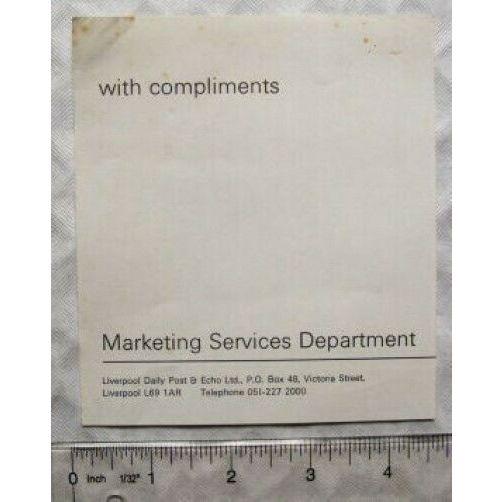 with compliments
Marketing Services Department
Liverpool Daily Post & Echo Ltd., P.O. Box 48, Victoria Street,
Liverpool L69 1AR Telephone 051-227 2000
0 Inch 1/32" 1 2 3 4